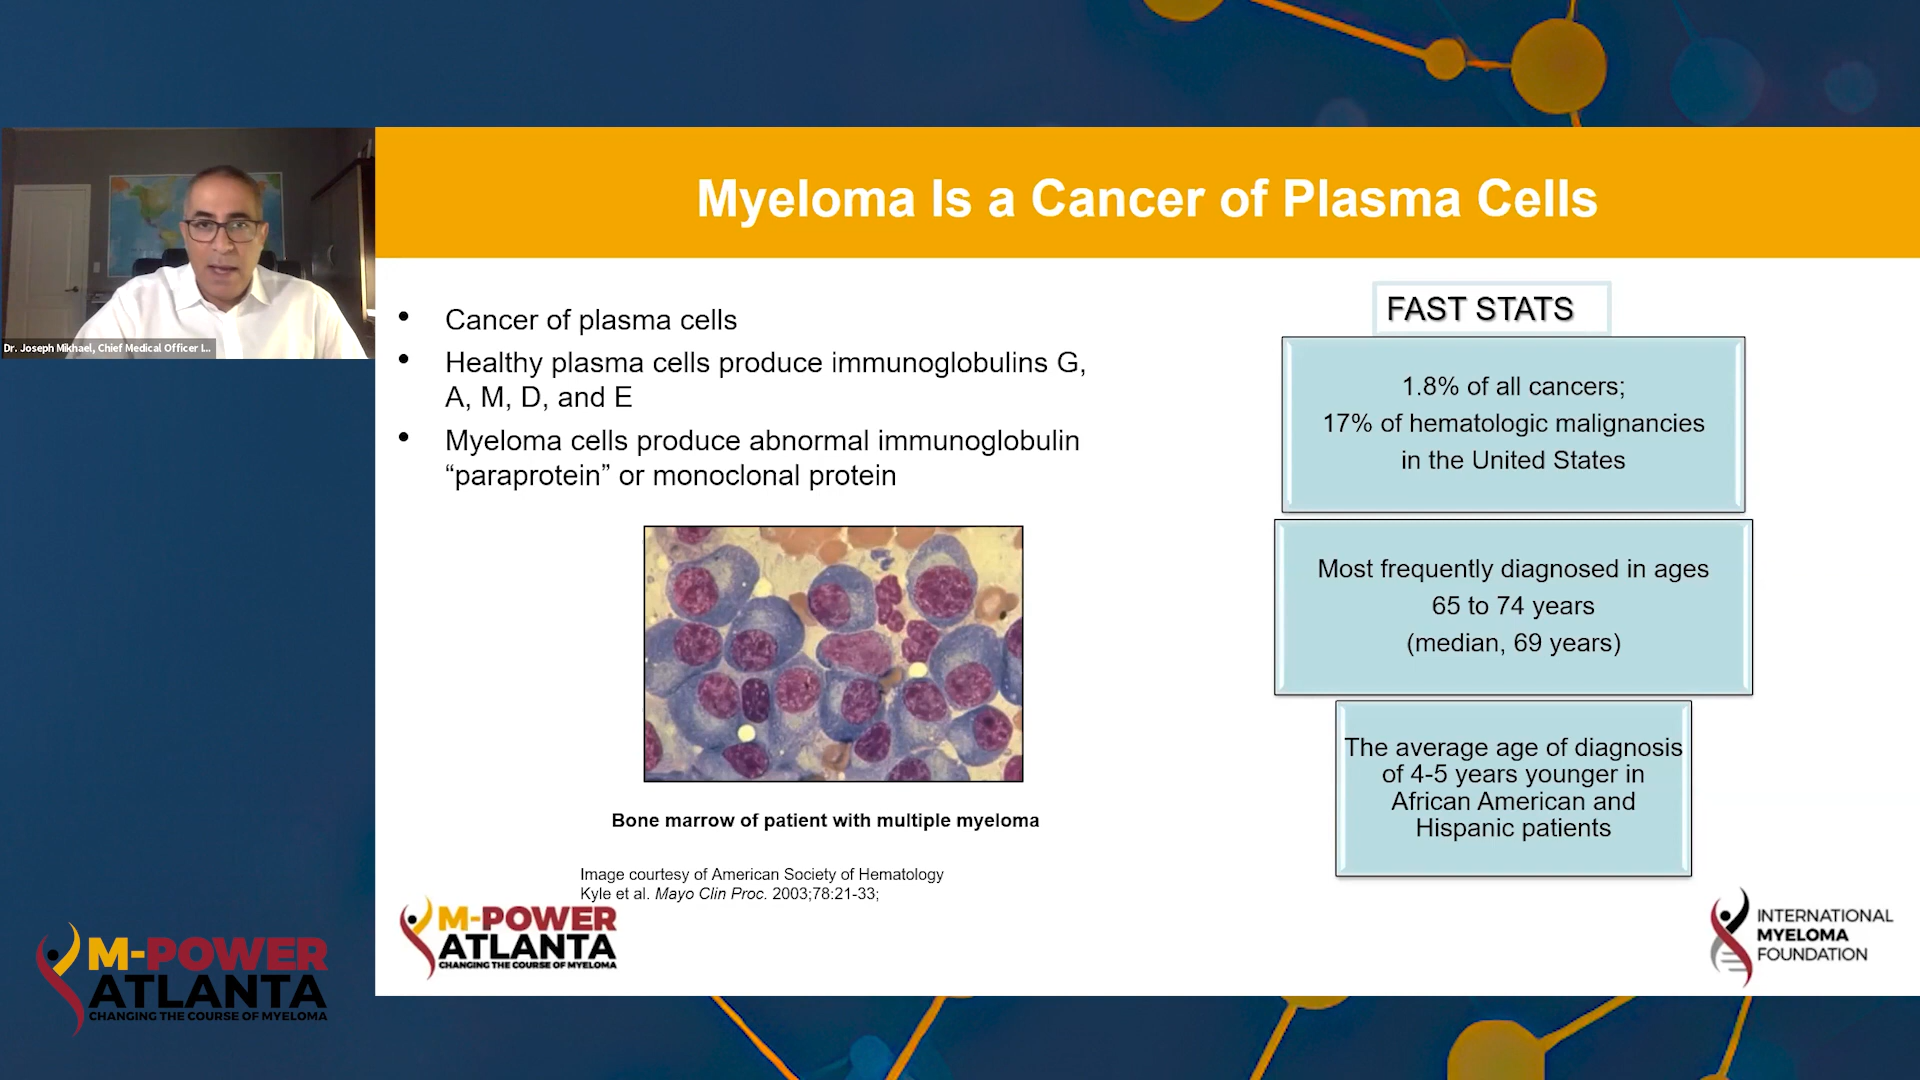 Myeloma Is a Cancer of Plasma Cells
Dr. Joseph Mikhael, Chief Medical Officer I...
• Cancer of plasma cells
• Healthy plasma cells produce immunoglobulins G,
A, M, D, and E
• Myeloma cells produce abnormal immunoglobulin
“paraprotein” or monoclonal protein
Bone marrow of patient with multiple myeloma
Image courtesy of American Society of Hematology
Kyle et al. Mayo Clin Proc. 2003;78:21-33;
FAST STATS
1.8% of all cancers;
17% of hematologic malignancies
in the United States
Most frequently diagnosed in ages
65 to 74 years
(median, 69 years)
The average age of diagnosis
of 4-5 years younger in
African American and
Hispanic patients
M-POWER
ATLANTA
CHANGING THE COURSE OF MYELOMA
INTERNATIONAL
MYELOMA
FOUNDATION
M-POWER
ATLANTA
CHANGING THE COURSE OF MYELOMA